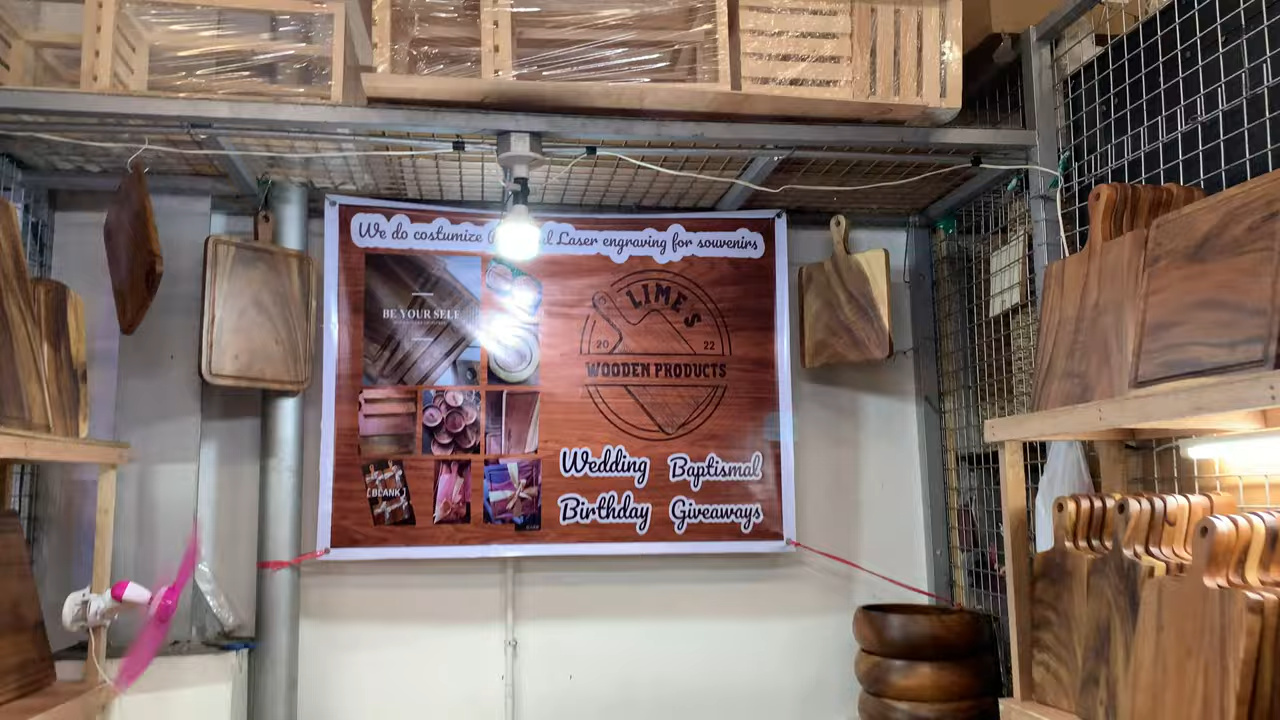 We do costumize Laser engraving for souvenirs
BE YOUR SELF
LIME'S
20 22
WOODEN PRODUCTS
[BLANK]
Wedding Baptismal
Birthday Giveaways